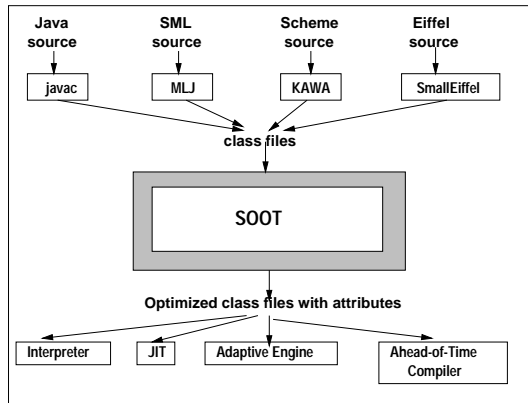 Java SML Scheme Eiffel
source source source source
javac MLJ KAWA SmallEiffel
class files
SOOT
Optimized class files with attributes
Interpreter JIT Adaptive Engine Ahead-of-Time
Compiler